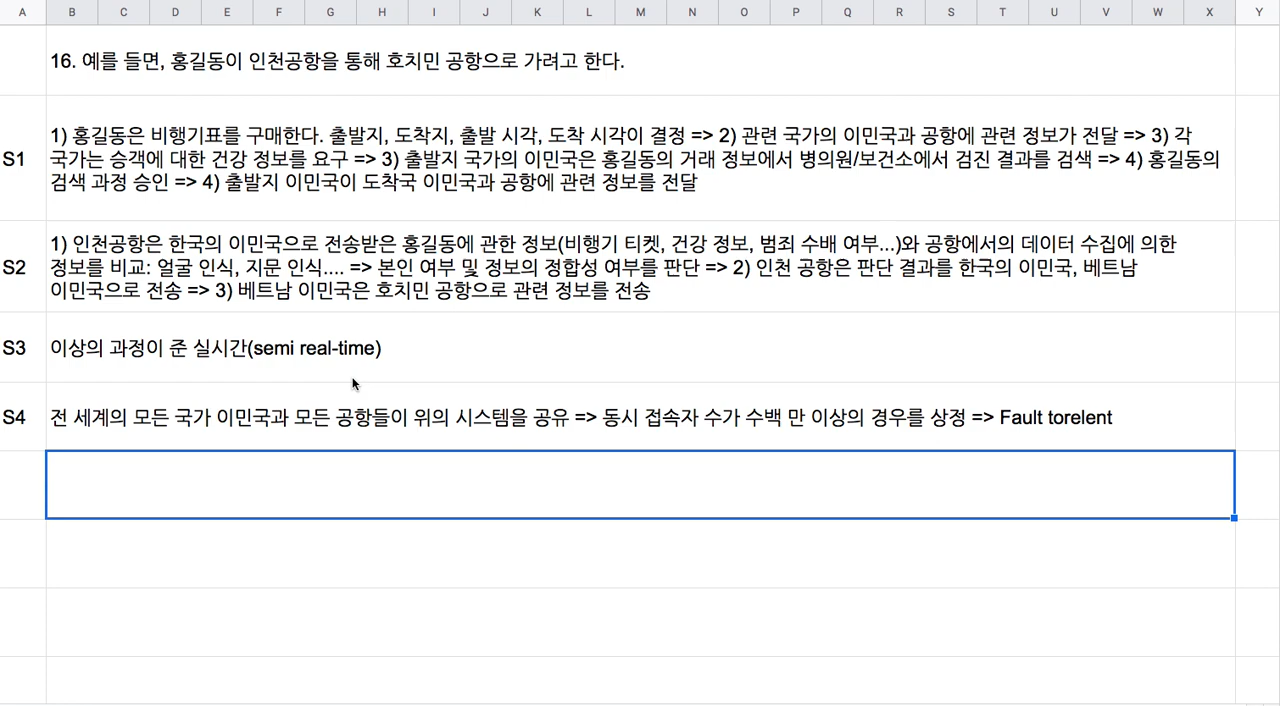 A B C D E F G H I J K L M N O P Q R S T U V W X Y
16. 예를 들면, 홍길동이 인천공항을 통해 호치민 공항으로 가려고 한다.
1) 홍길동은 비행기표를 구매한다. 출발지, 도착지, 출발 시각, 도착 시각이 결정 => 2) 관련 국가의 이민국과 공항에 관련 정보가 전달 => 3) 각
S1 국가는 승객에 대한 건강 정보를 요구 => 3) 출발지 국가의 이민국은 홍길동의 거래 정보에서 병의원/보건소에서 검진 결과를 검색 => 4) 홍길동의
검색 과정 승인 => 4) 출발지 이민국이 도착국 이민국과 공항에 관련 정보를 전달
1) 인천공항은 한국의 이민국으로 전송받은 홍길동에 관한 정보(비행기 티켓, 건강 정보, 범죄 수배 여부...)와 공항에서의 데이터 수집에 의한
S2 정보를 비교: 얼굴 인식, 지문 인식.... => 본인 여부 및 정보의 정합성 여부를 판단 => 2) 인천 공항은 판단 결과를 한국의 이민국, 베트남
이민국으로 전송 => 3) 베트남 이민국은 호치민 공항으로 관련 정보를 전송
S3 이상의 과정이 준 실시간(semi real-time)
S4 전 세계의 모든 국가 이민국과 모든 공항들이 위의 시스템을 공유 => 동시 접속자 수가 수백 만 이상의 경우를 상정 => Fault torelent